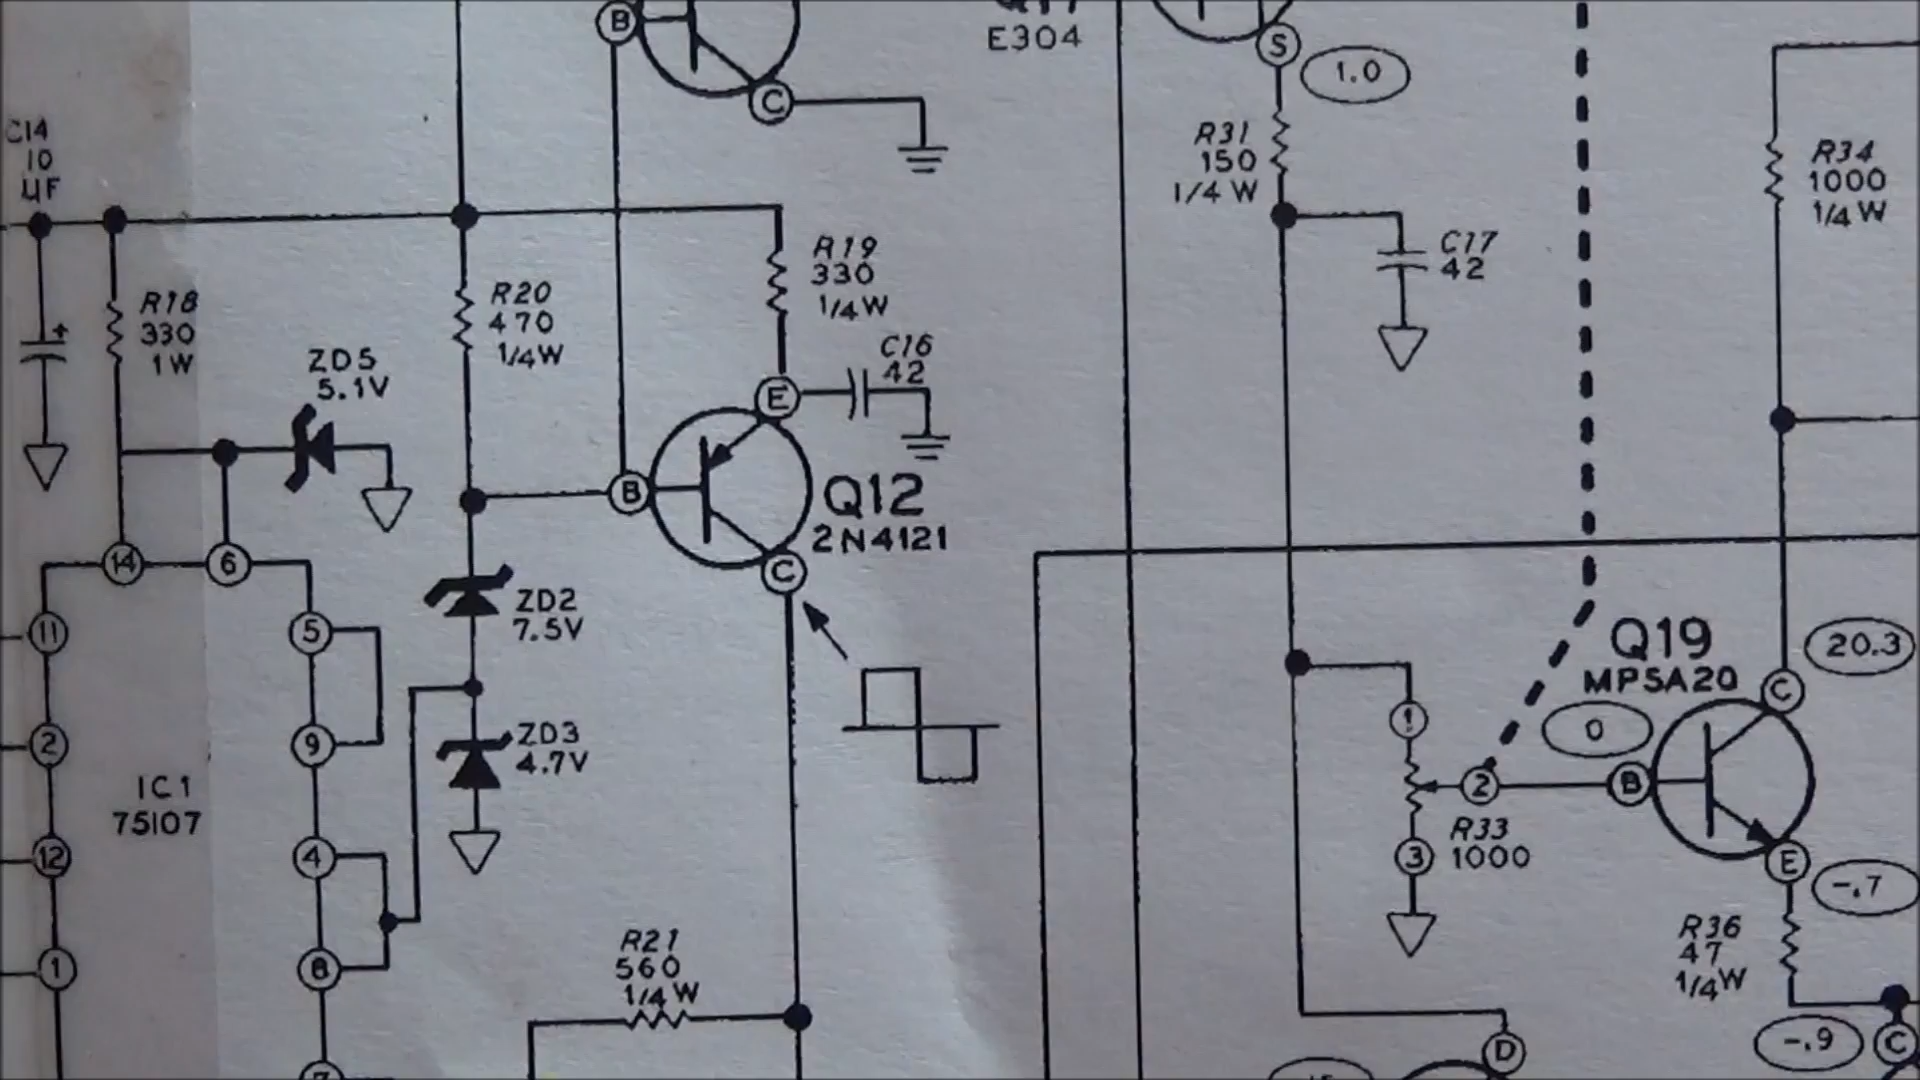 B
C
E304
S
1.0
C14
10
µF
R31
150
1/4 W
R34
1000
1/4 W
R18
330
1W
R20
470
1/4W
R19
330
1/4W
C17
42
ZD5
5.1V
C16
42
E
B
Q12
2N4121
C
14
6
11
5
2
9
12
4
1
8
IC1
75107
ZD2
7.5V
ZD3
4.7V
R21
560
1/4 W
Q19
MPSA20
20.3
C
0
1
2
B
R33
1000
3
E
-.7
R36
47
1/4W
-.9
C
D